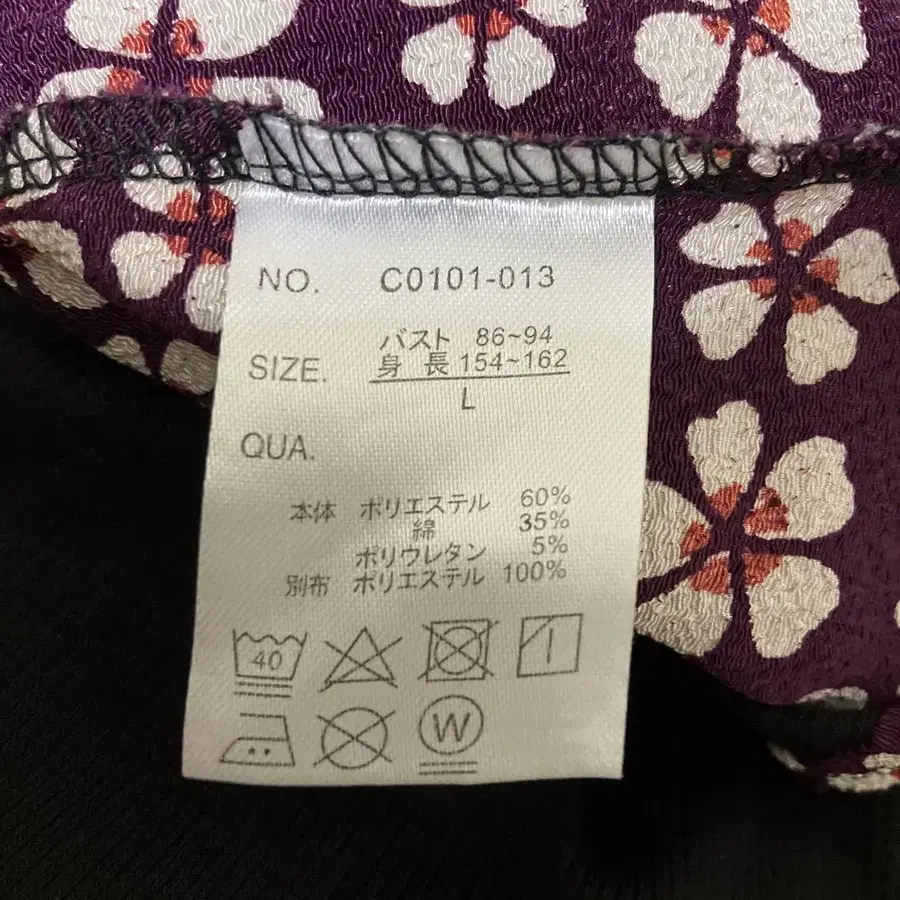 NO. C0101-013
バスト 86~94
SIZE. 身長 154~162
L
QUA.
本体 ポリエステル 60%
綿 35%
ポリウレタン 5%
別布 ポリエステル 100%
40
W